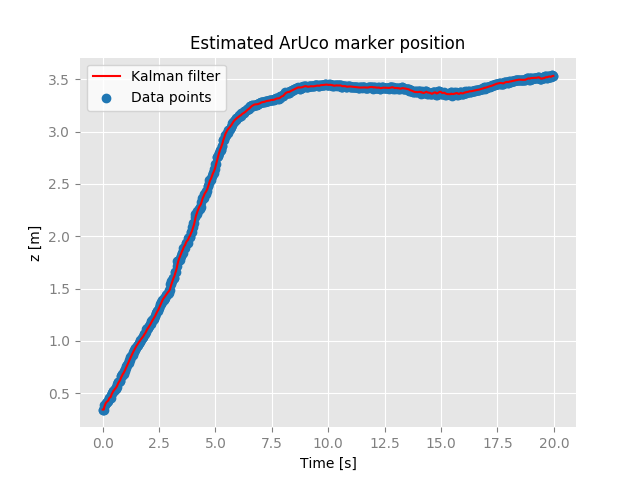 Estimated ArUco marker position
Kalman filter
Data points
3.5
3.0
2.5
2.0
1.5
1.0
0.5
z [m]
0.0 2.5 5.0 7.5 10.0 12.5 15.0 17.5 20.0
Time [s]